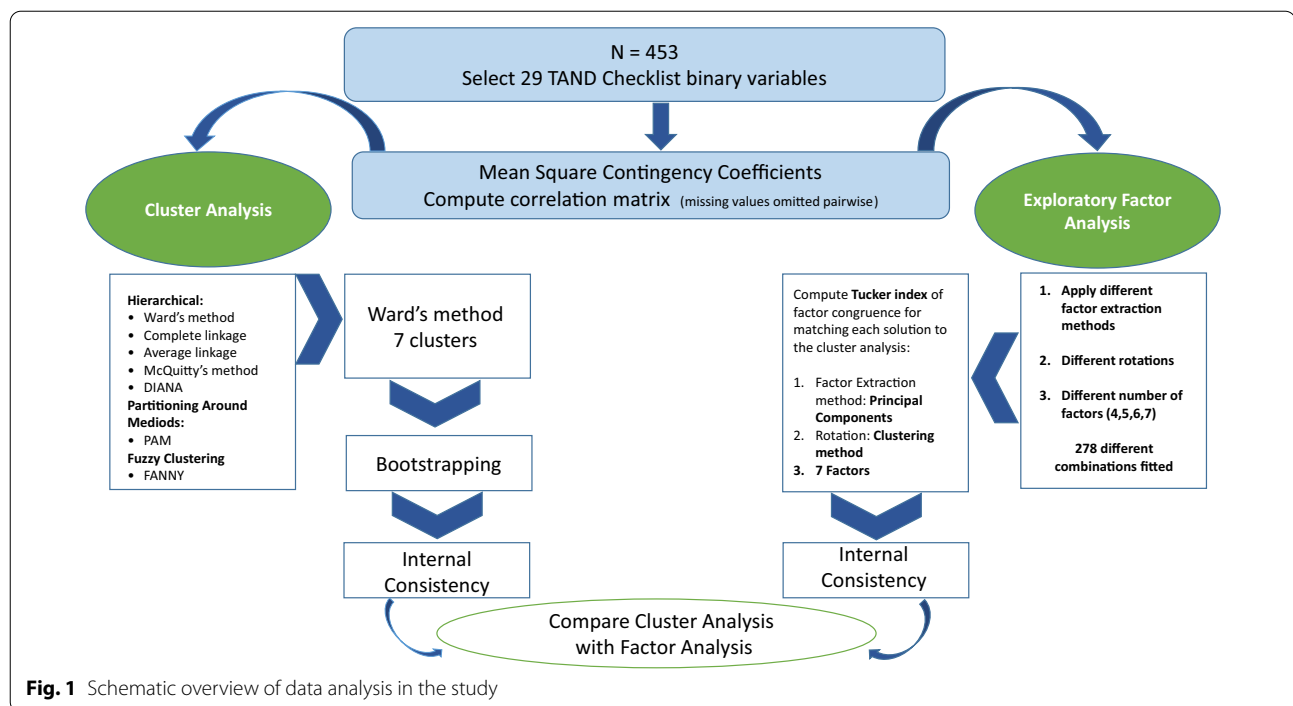 N = 453
Select 29 TAND Checklist binary variables
Mean Square Contingency Coefficients
Compute correlation matrix (missing values omitted pairwise)
Cluster Analysis
Hierarchical:
• Ward's method
• Complete linkage
• Average linkage
• McQuitty's method
• DIANA
Partitioning Around
Mediods:
• PAM
Fuzzy Clustering
• FANNY
Ward's method
7 clusters
Bootstrapping
Internal
Consistency
Exploratory Factor
Analysis
1. Apply different
factor extraction
methods
2. Different rotations
3. Different number of
factors (4,5,6,7)
278 different
combinations fitted
Compute Tucker index of
factor congruence for
matching each solution to
the cluster analysis:
1. Factor Extraction
method: Principal
Components
2. Rotation: Clustering
method
3. 7 Factors
Internal
Consistency
Compare Cluster Analysis
with Factor Analysis
Fig. 1 Schematic overview of data analysis in the study